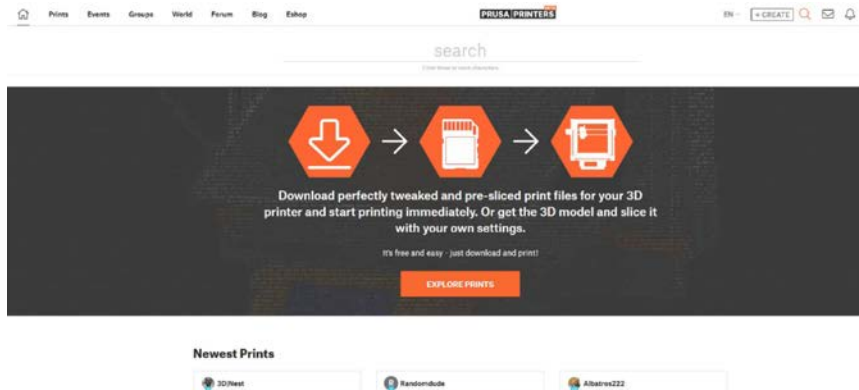 Prints Events Groups World Forum Blog Eshop PRUSA PRINTERS EN + CREATE
search
Download perfectly tweaked and pre-sliced print files for your 3D
printer and start printing immediately. Or get the 3D model and slice it
with your own settings.
It's free and easy - just download and print!
EXPLORE PRINTS
Newest Prints
3DNest Randomdude Albatros222